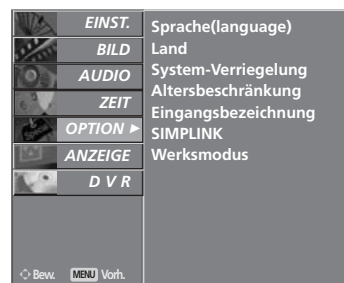 EINST.
BILD
AUDIO
ZEIT
OPTION ►
ANZEIGE
D V R
Bew. MENU Vorh.
Sprache(language)
Land
System-Verriegelung
Altersbeschränkung
Eingangsbezeichnung
SIMPLINK
Werksmodus